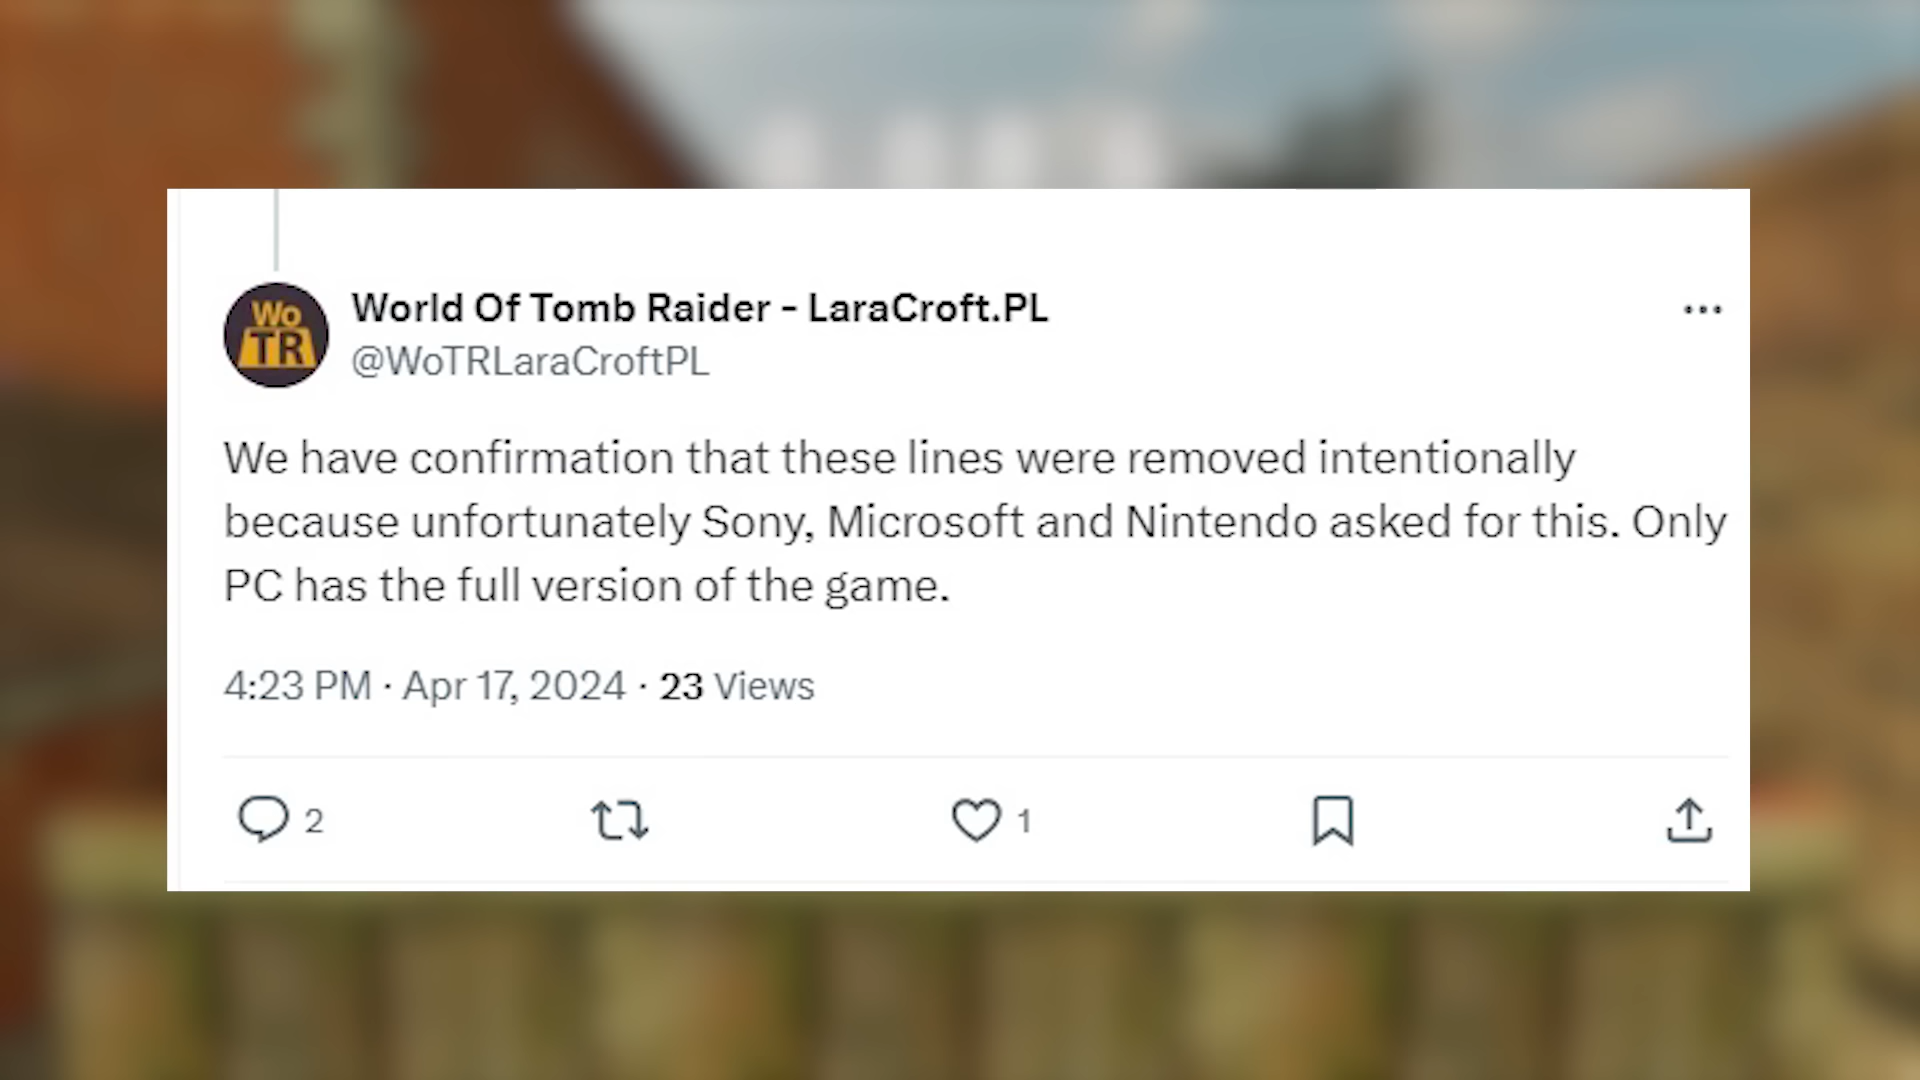 Wo
TR
World Of Tomb Raider - LaraCroft.PL
@WoTRLaraCroftPL
We have confirmation that these lines were removed intentionally
because unfortunately Sony, Microsoft and Nintendo asked for this. Only
PC has the full version of the game.
4:23 PM · Apr 17, 2024 · 23 Views
2
1